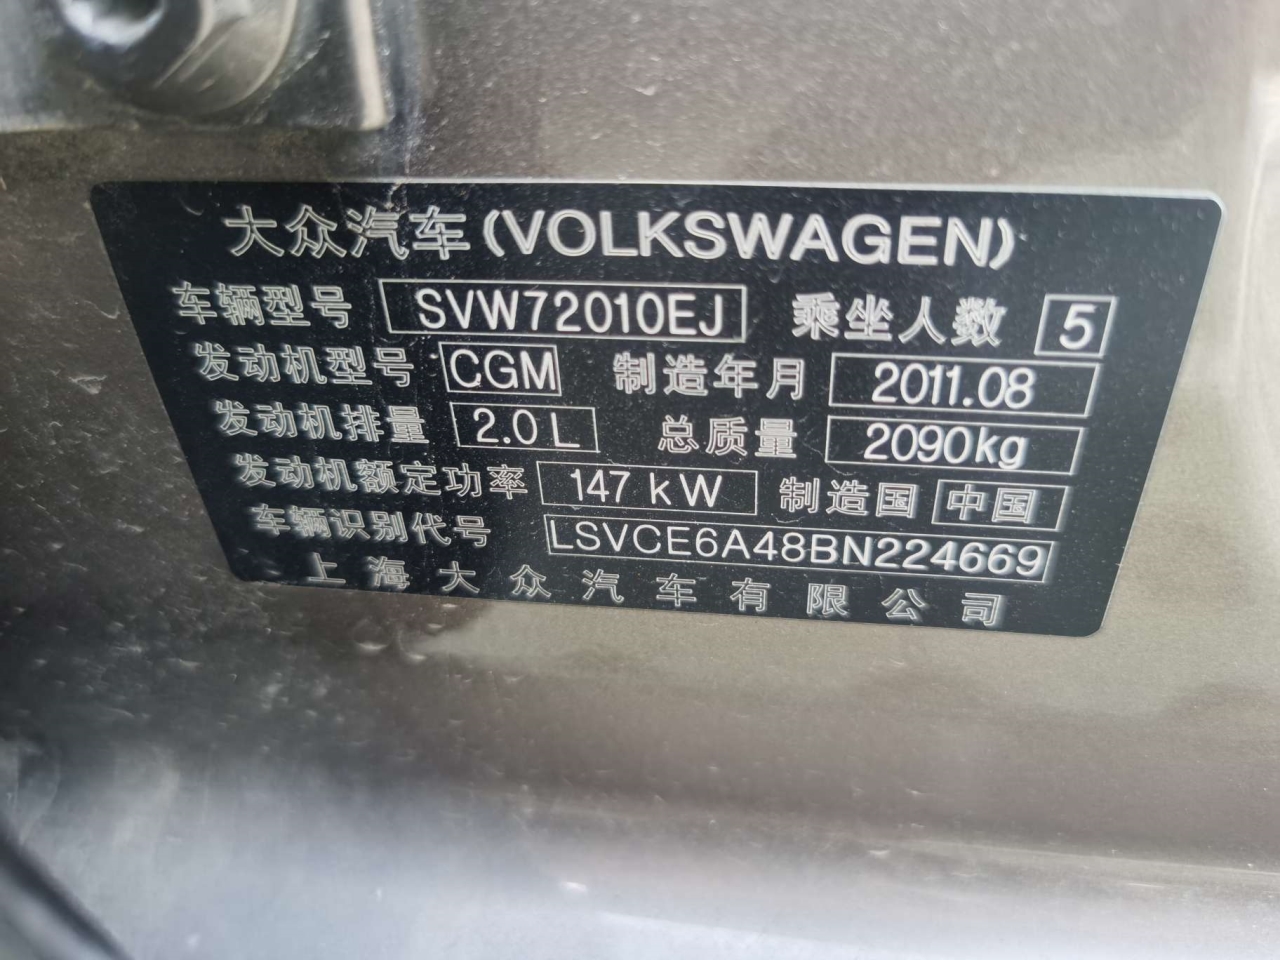 大众汽车(VOLKSWAGEN)
车辆型号 SVW72010EJ 乘坐人数 5
发动机型号 CGM 制造年月 2011.08
发动机排量 2.0L 总质量 2090kg
发动机额定功率 147kW 制造国 中国
车辆识别代号 LSVCE6A48BN224669
上海大众汽车有限公司